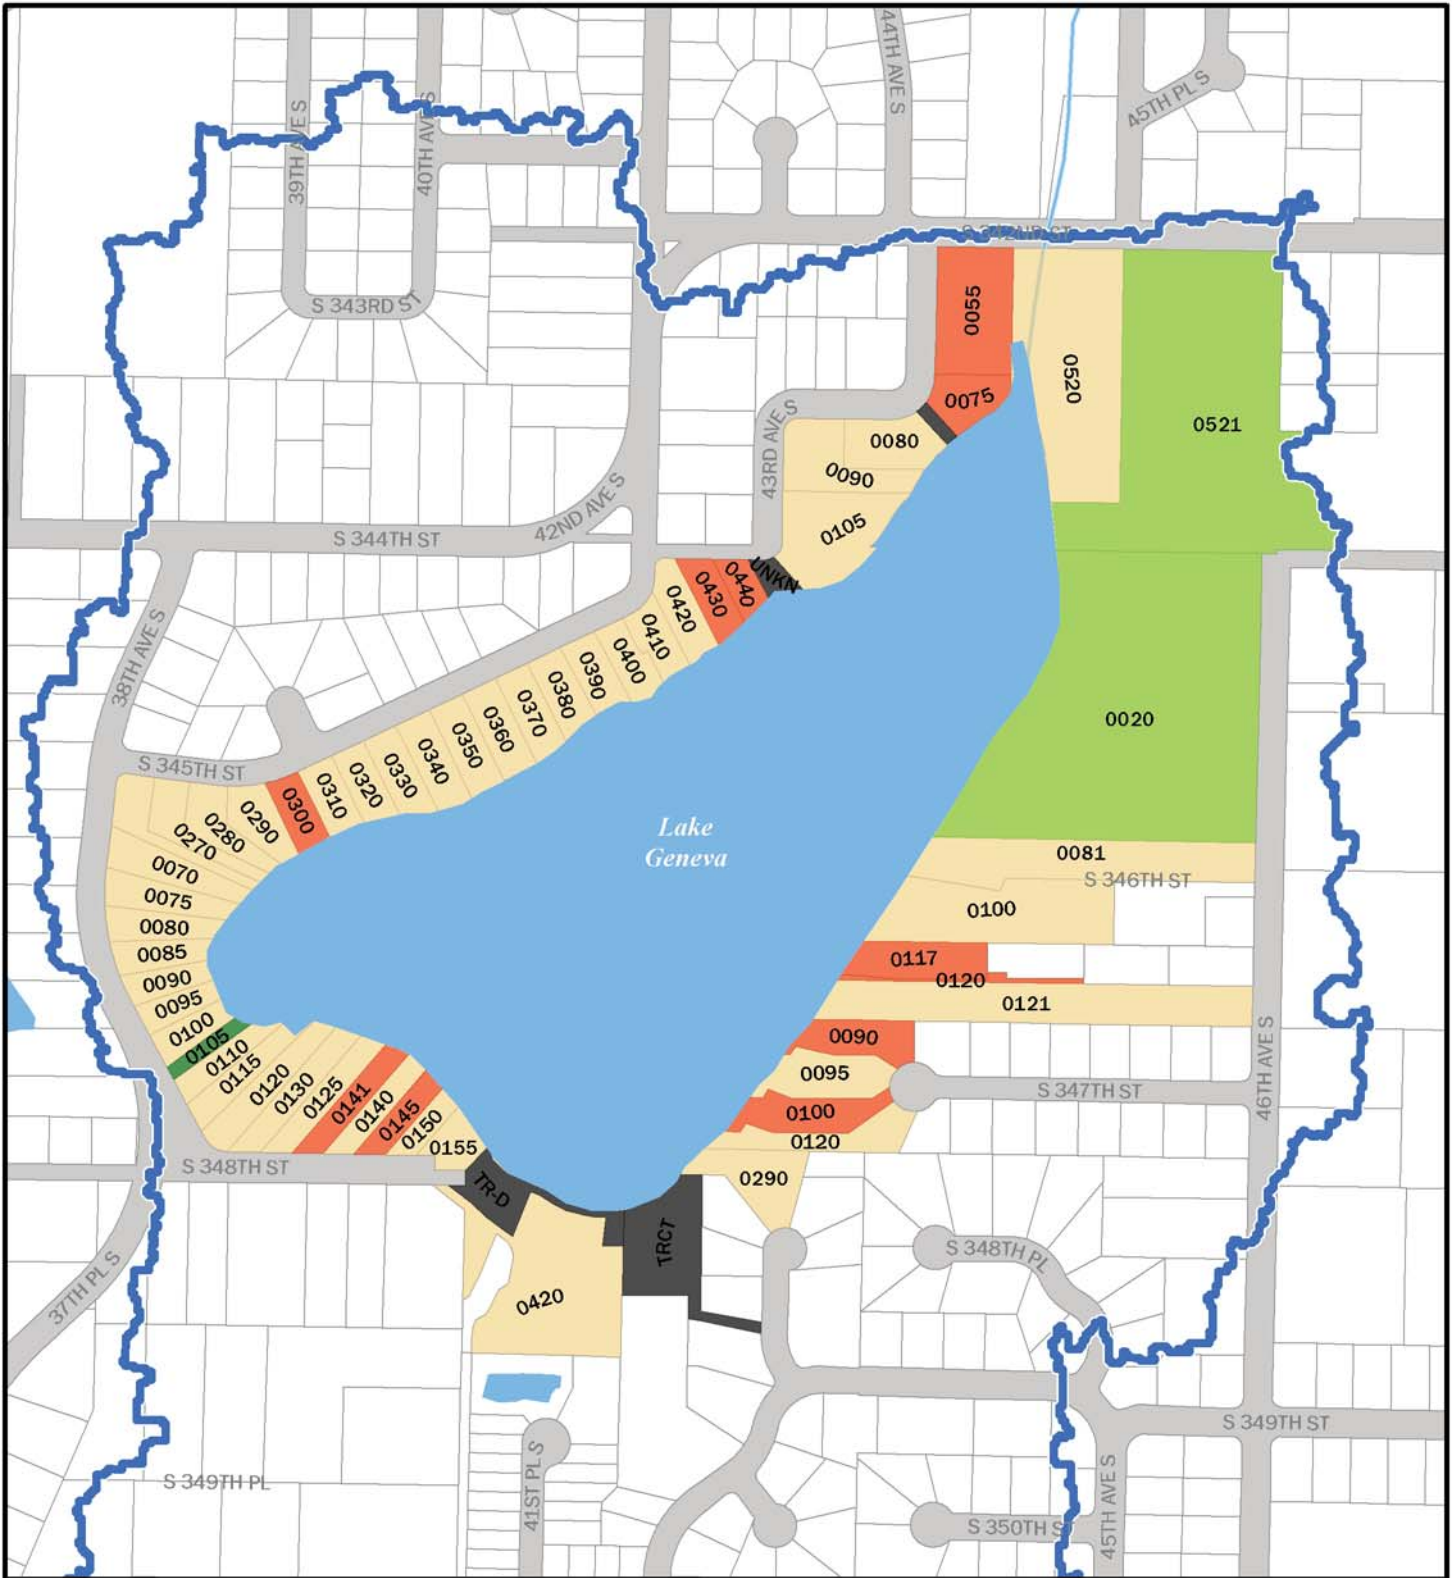 44TH AVE S
45TH PL S
39TH AVE S
40TH AVE S
S 342ND ST
S 343RD ST
0055
0075
0520
0521
43RD AVE S
0080
0090
0105
42ND AVE S
S 344TH ST
UNKN
0440
0430
0420
0410
0400
0390
0380
0370
0360
0350
0340
0330
0320
0310
0300
0290
0280
0270
38TH AVE S
S 345TH ST
0020
Lake
Geneva
0070
0075
0080
0085
0090
0095
0100
0105
0110
0115
0120
0130
0125
0141
0140
0145
0150
0155
0081
S 346TH ST
0100
0117
0120
0121
0090
0095
0100
0120
0290
S 347TH ST
46TH AVE S
S 348TH ST
TR-D
TRCT
0420
37TH PL S
S 348TH PL
S 349TH ST
S 349TH PL
41ST PL S
45TH AVE S
S 350TH ST